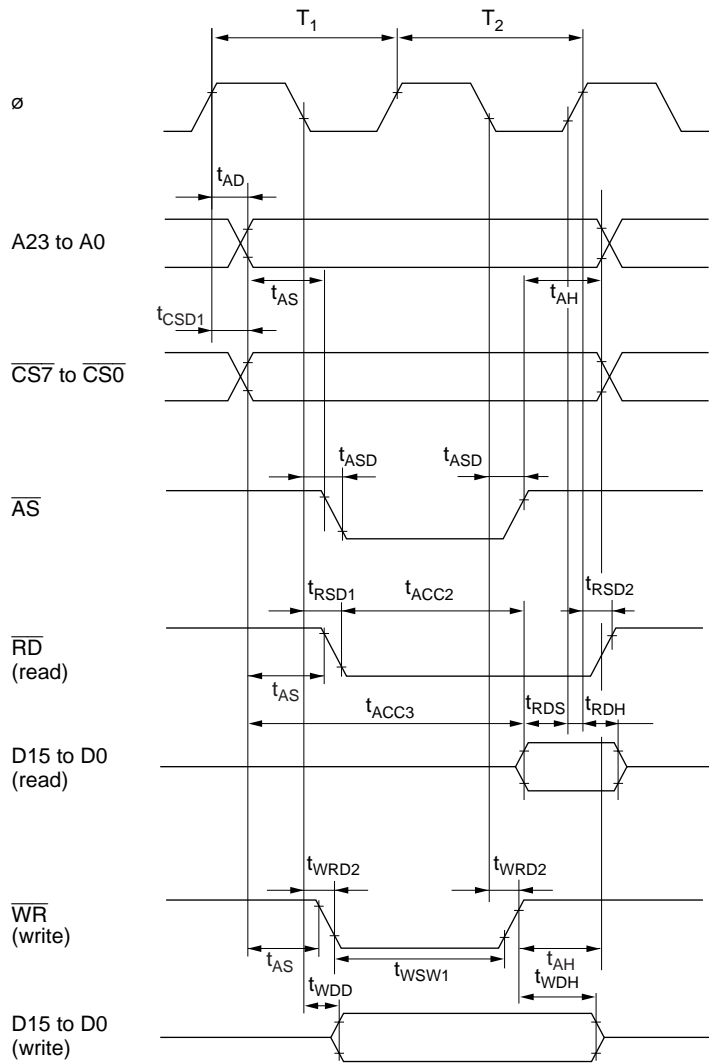 T1 T2
ø
tAD
A23 to A0
tAS tAH
tCSD1
CS7 to CS0
tASD tASD
AS
tRSD1 tACC2 tRSD2
RD
(read)
tAS
tACC3 tRDS tRDH
D15 to D0
(read)
tWRD2 tWRD2
WR
(write)
tAS tWSW1 tAH
tWDD tWDH
D15 to D0
(write)